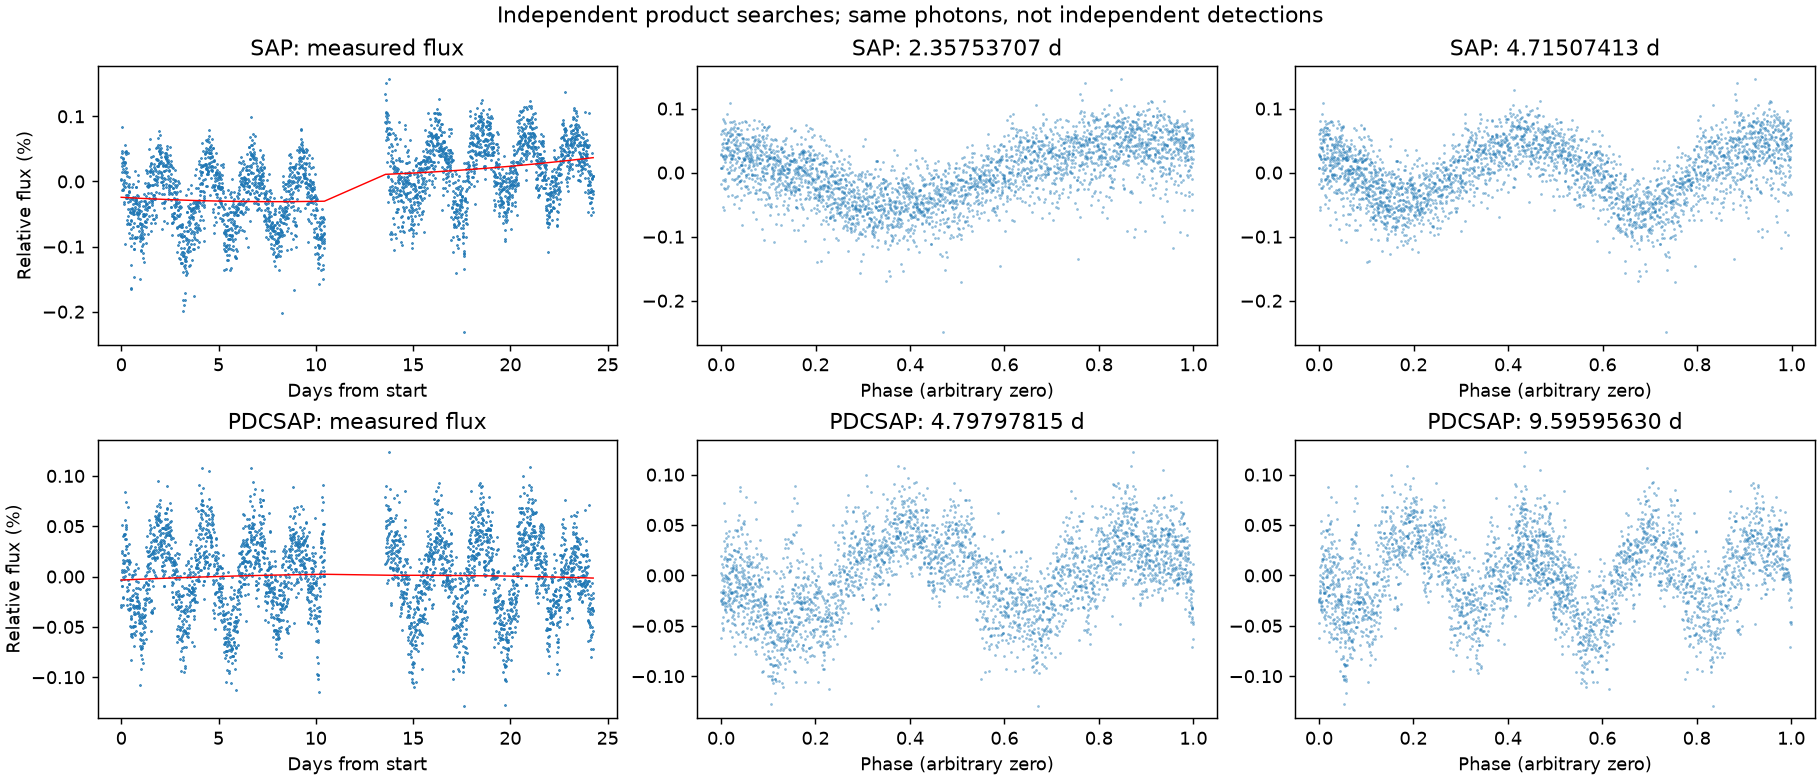 Independent product searches; same photons, not independent detections
SAP: measured flux
SAP: 2.35753707 d
SAP: 4.71507413 d
Relative flux (%)
0.1
0.0
−0.1
−0.2
0 5 10 15 20 25
Days from start
0.1
0.0
−0.1
−0.2
0.0 0.2 0.4 0.6 0.8 1.0
Phase (arbitrary zero)
0.1
0.0
−0.1
−0.2
0.0 0.2 0.4 0.6 0.8 1.0
Phase (arbitrary zero)
PDCSAP: measured flux
PDCSAP: 4.79797815 d
PDCSAP: 9.59595630 d
Relative flux (%)
0.10
0.05
0.00
−0.05
−0.10
0 5 10 15 20 25
Days from start
0.10
0.05
0.00
−0.05
−0.10
0.0 0.2 0.4 0.6 0.8 1.0
Phase (arbitrary zero)
0.10
0.05
0.00
−0.05
−0.10
0.0 0.2 0.4 0.6 0.8 1.0
Phase (arbitrary zero)